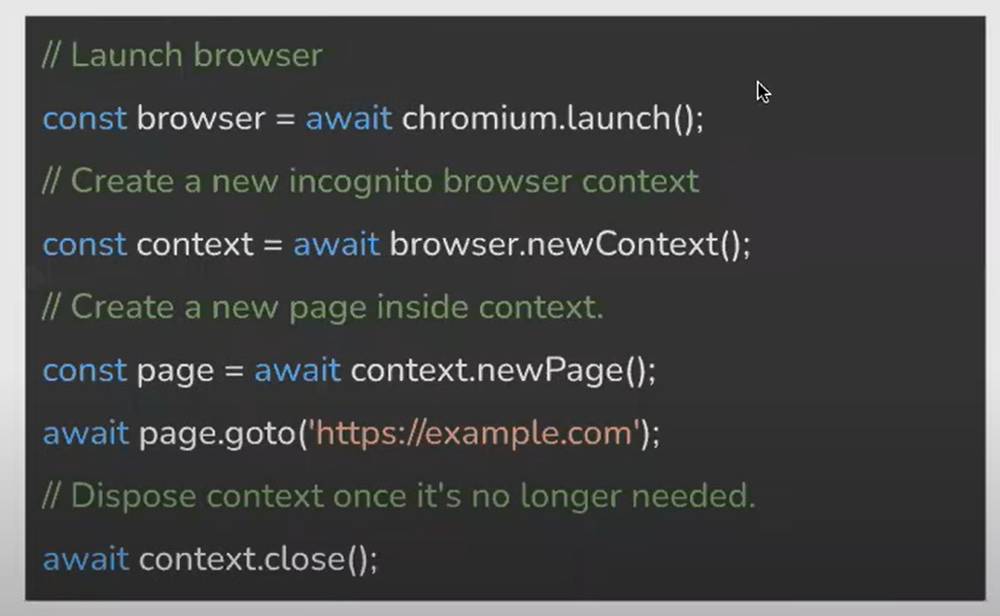 // Launch browser
const browser = await chromium.launch();
// Create a new incognito browser context
const context = await browser.newContext();
// Create a new page inside context.
const page = await context.newPage();
await page.goto('https://example.com');
// Dispose context once it's no longer needed.
await context.close();